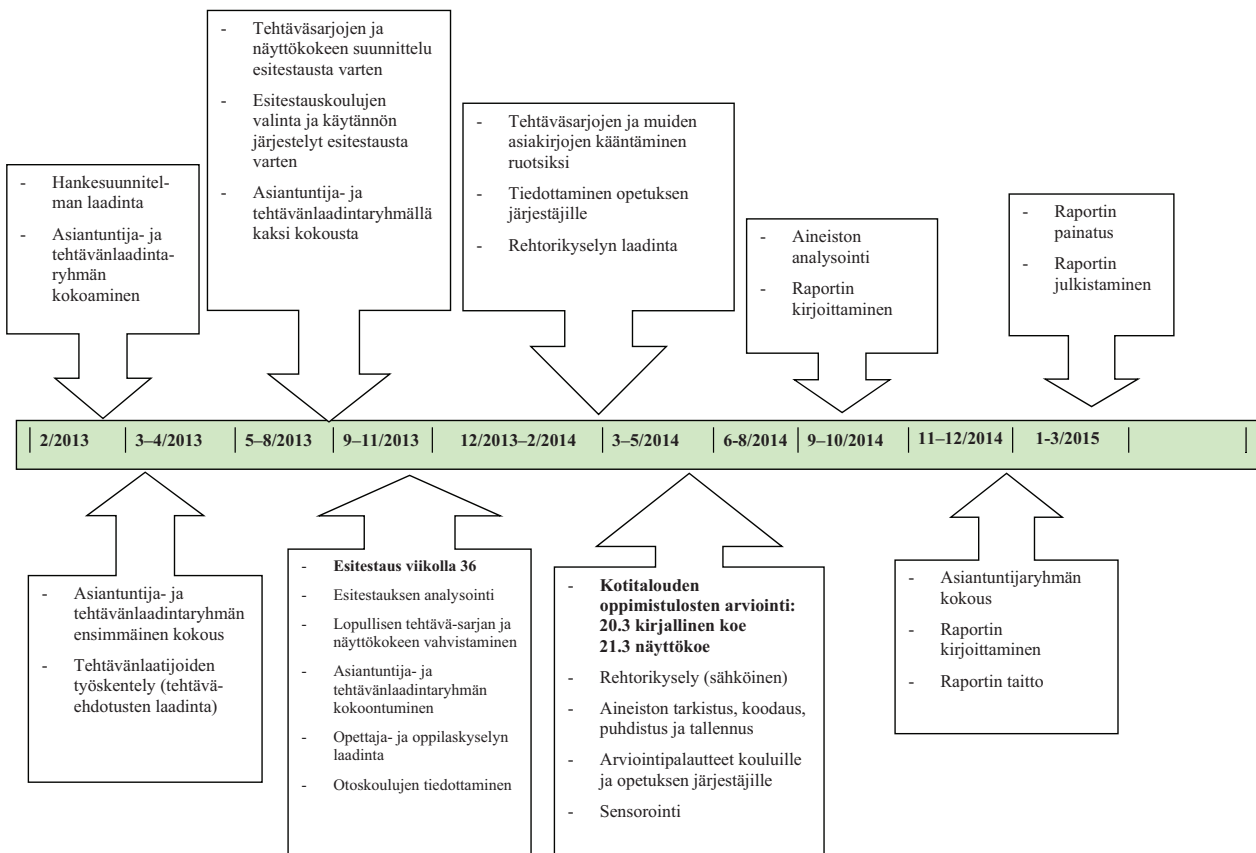 - Hankesuunnitel-
man laadinta
- Asiantuntija- ja
tehtävänlaadinta-
ryhmän
kokoaminen
- Tehtäväsarjojen ja
näyttökokeen suunnittelu
esitestausta varten
- Esitestauskoulujen
valinta ja käytännön
järjestelyt esitestausta
varten
- Asiantuntija- ja
tehtävänlaadintaryhmällä
kaksi kokousta
- Tehtäväsarjojen ja muiden
asiakirjojen kääntäminen
ruotsiksi
- Tiedottaminen opetuksen
järjestäjille
- Rehtorikyselyn laadinta
- Aineiston
analysointi
- Raportin
kirjoittaminen
- Raportin
painatus
- Raportin
julkistaminen
2/2013 3–4/2013 5–8/2013 9–11/2013 12/2013–2/2014 3–5/2014 6-8/2014 9–10/2014 11–12/2014 1-3/2015
- Asiantuntija- ja
tehtävänlaadintaryhmän
ensimmäinen kokous
- Tehtävänlaatijoiden
työskentely (tehtävä-
ehdotusten laadinta)
- Esitestaus viikolla 36
- Esitestauksen analysointi
- Lopullisen tehtävä-sarjan ja
näyttökokeen vahvistaminen
- Asiantuntija- ja
tehtävänlaadintaryhmän
kokoontuminen
- Opettaja- ja oppilaskyselyn
laadinta
- Otoskoulujen tiedottaminen
- Kotitalouden
oppimistulosten arviointi:
20.3 kirjallinen koe
21.3 näyttökoe
- Rehtorikysely (sähköinen)
- Aineiston tarkistus, koodaus,
puhdistus ja tallennus
- Arviointipalautteet kouluille
ja opetuksen järjestäjille
- Sensorointi
- Asiantuntijaryhmän
kokous
- Raportin
kirjoittaminen
- Raportin taitto